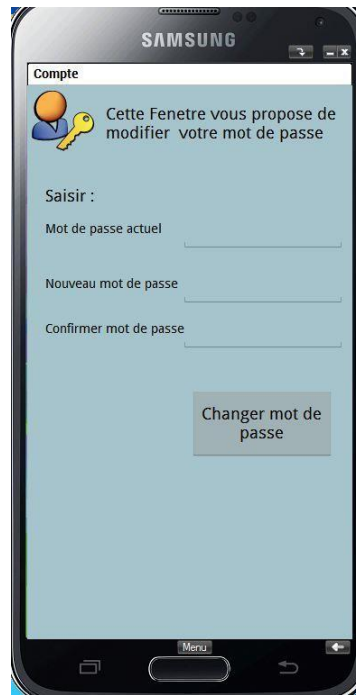 SAMSUNG
Compte
Cette Fenetre vous propose de
modifier votre mot de passe
Saisir :
Mot de passe actuel
Nouveau mot de passe
Confirmer mot de passe
Changer mot de
passe
Menu